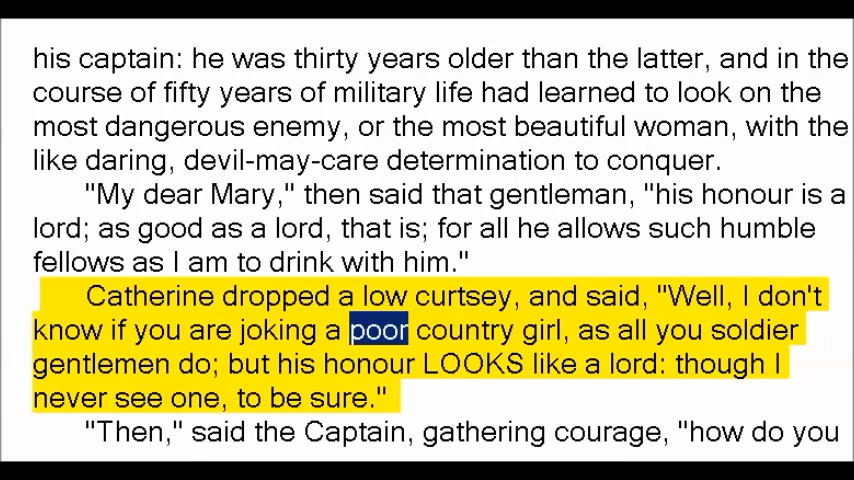 his captain: he was thirty years older than the latter, and in the
course of fifty years of military life had learned to look on the
most dangerous enemy, or the most beautiful woman, with the
like daring, devil-may-care determination to conquer.
"My dear Mary," then said that gentleman, "his honour is a
lord; as good as a lord, that is; for all he allows such humble
fellows as I am to drink with him."
Catherine dropped a low curtsey, and said, "Well, I don't
know if you are joking a poor country girl, as all you soldier
gentlemen do; but his honour LOOKS like a lord: though I
never see one, to be sure."
"Then," said the Captain, gathering courage, "how do you